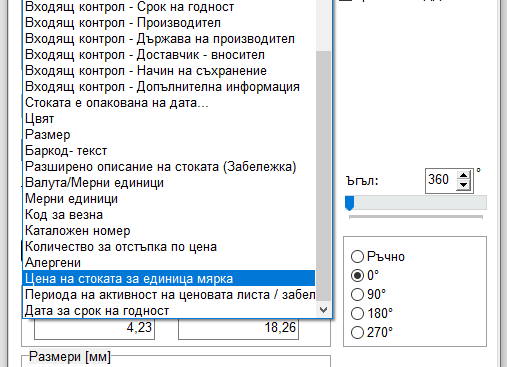 Входящ контрол - Срок на годност
Входящ контрол - Производител
Входящ контрол - Държава на производител
Входящ контрол - Доставчик - вносител
Входящ контрол - Начин на съхранение
Входящ контрол - Допълнителна информация
Стоката е опакована на дата...
Цвят
Размер
Баркод- текст
Разширено описание на стоката (Забележка)
Валута/Мерни единици
Мерни единици
Код за везна
Каталожен номер
Количество за отстъпка по цена
Алергени
Цена на стоката за единица мярка
Периода на активност на ценовата листа / забел
Дата за срок на годност
4,23
18,26
Размери [мм]
Ъгъл:
360
°
Ръчно
0°
90°
180°
270°